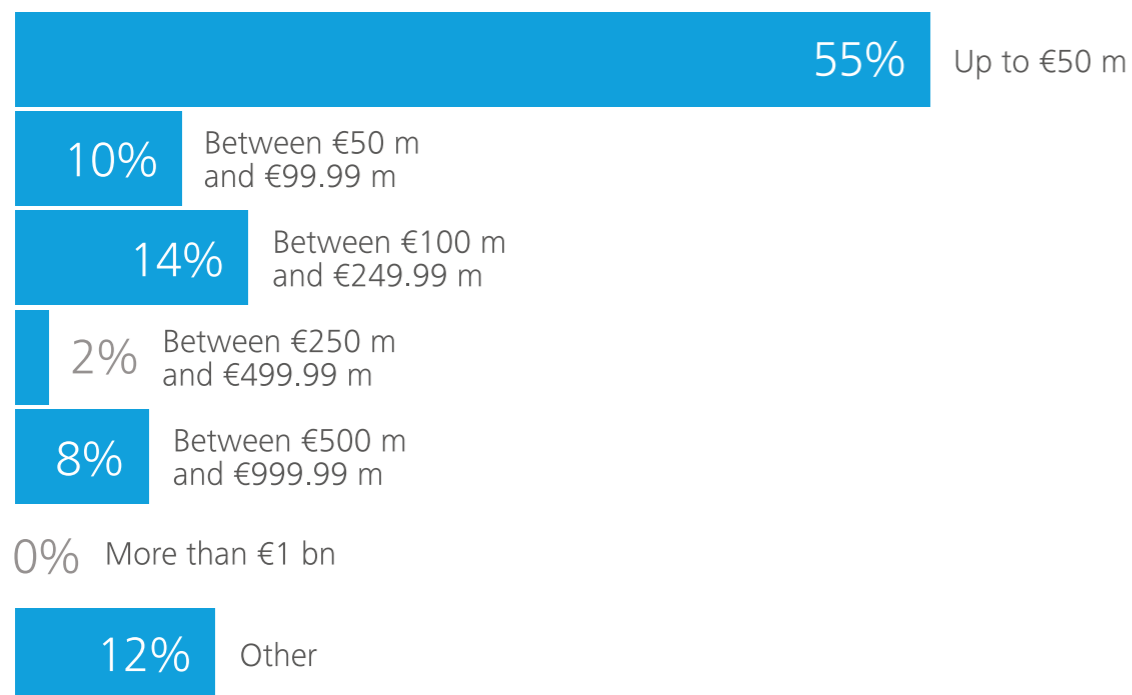 55% Up to €50 m
10% Between €50 m
and €99.99 m
14% Between €100 m
and €249.99 m
2% Between €250 m
and €499.99 m
8% Between €500 m
and €999.99 m
0% More than €1 bn
12% Other